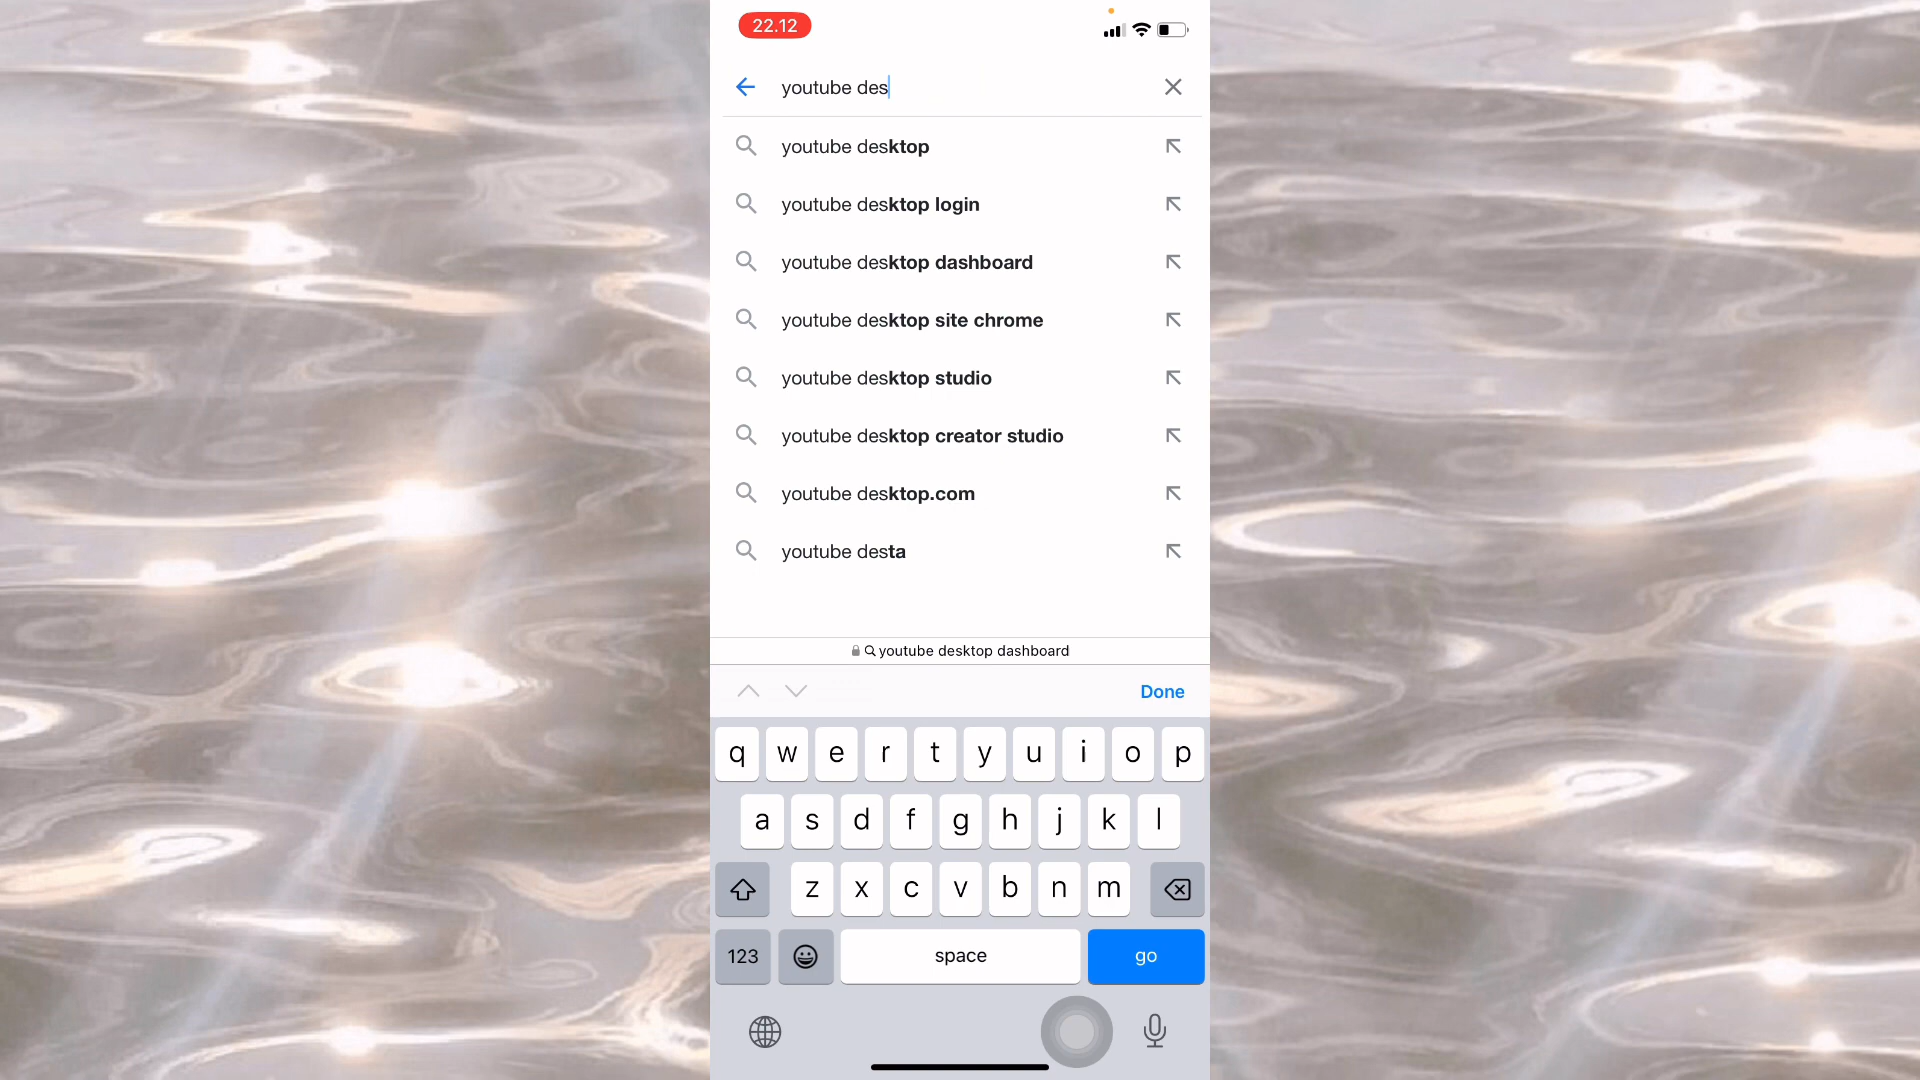 22.12
youtube des
youtube desktop
youtube desktop login
youtube desktop dashboard
youtube desktop site chrome
youtube desktop studio
youtube desktop creator studio
youtube desktop.com
youtube desta
youtube desktop dashboard
Done
q w e r t y u i o p
a s d f g h j k l
z x c v b n m
123 space go